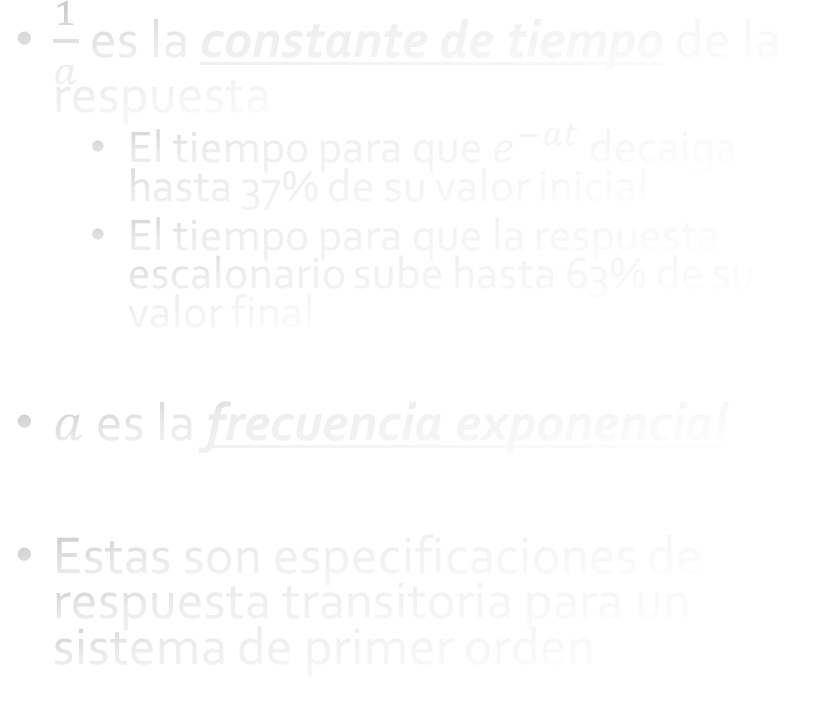 • 1/a es la constante de tiempo de la
respuesta
• El tiempo para que e^{-at} decaiga
hasta 37% de su valor inicial
• El tiempo para que la respuesta
escalonario sube hasta 63% de su
valor final
• a es la frecuencia exponencial
• Estas son especificaciones de
respuesta transitoria para un
sistema de primer orden